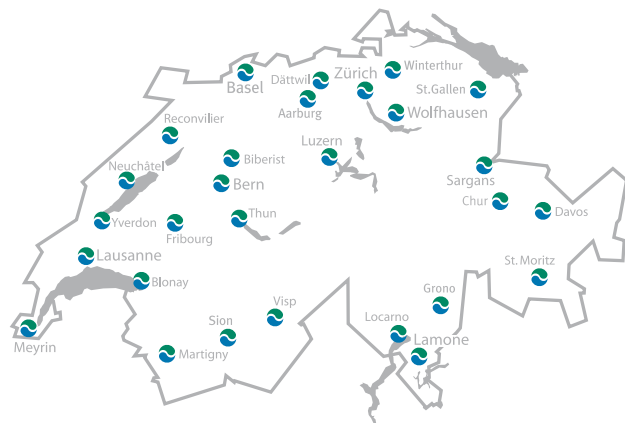 Winterthur
Zürich
Dättwil
Basel
St.Gallen
Aarburg
Wolfhausen
Reconvilier
Luzern
Biberist
Neuchâtel
Sargans
Bern
Chur
Davos
Yverdon
Thun
Fribourg
Lausanne
St.Moritz
Blonay
Grono
Visp
Sion
Locarno
Meyrin
Martigny
Lamone